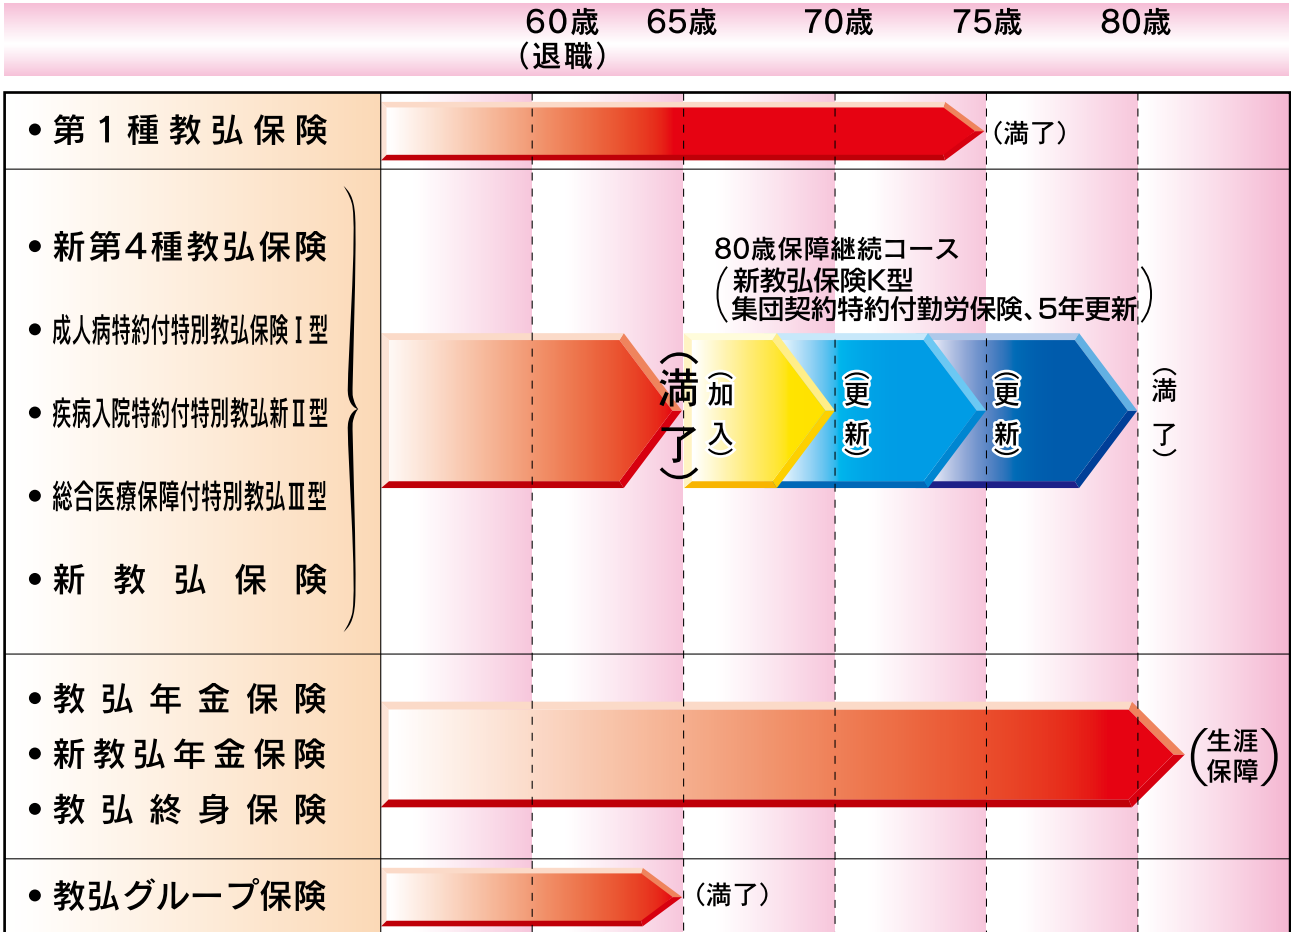 60歳 65歳 70歳 75歳 80歳
（退職）
• 第1種教弘保険
（満了）
• 新第4種教弘保険
• 成人病特約付特別教弘保険Ⅰ型
• 疾病入院特約付特別教弘新Ⅱ型
• 総合医療保障付特別教弘Ⅲ型
• 新教弘保険
80歳保障継続コース
（新教弘保険K型
集団契約特約付勤労保険、5年更新）
（満了）
（加入）
（更新）
（更新）
（満了）
• 教弘年金保険
• 新教弘年金保険
• 教弘終身保険
（生涯
保障）
• 教弘グループ保険
（満了）